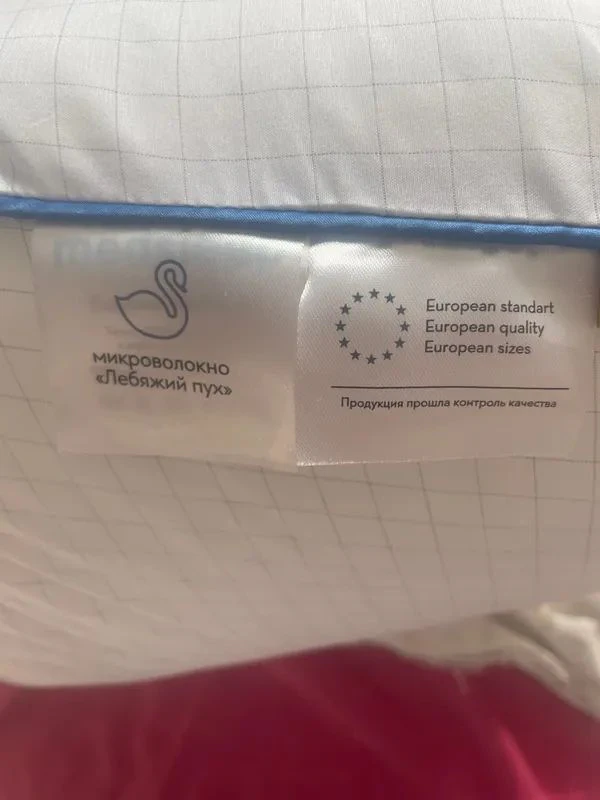 микроволокно
«Лебяжий пух»
European standart
European quality
European sizes
Продукция прошла контроль качества